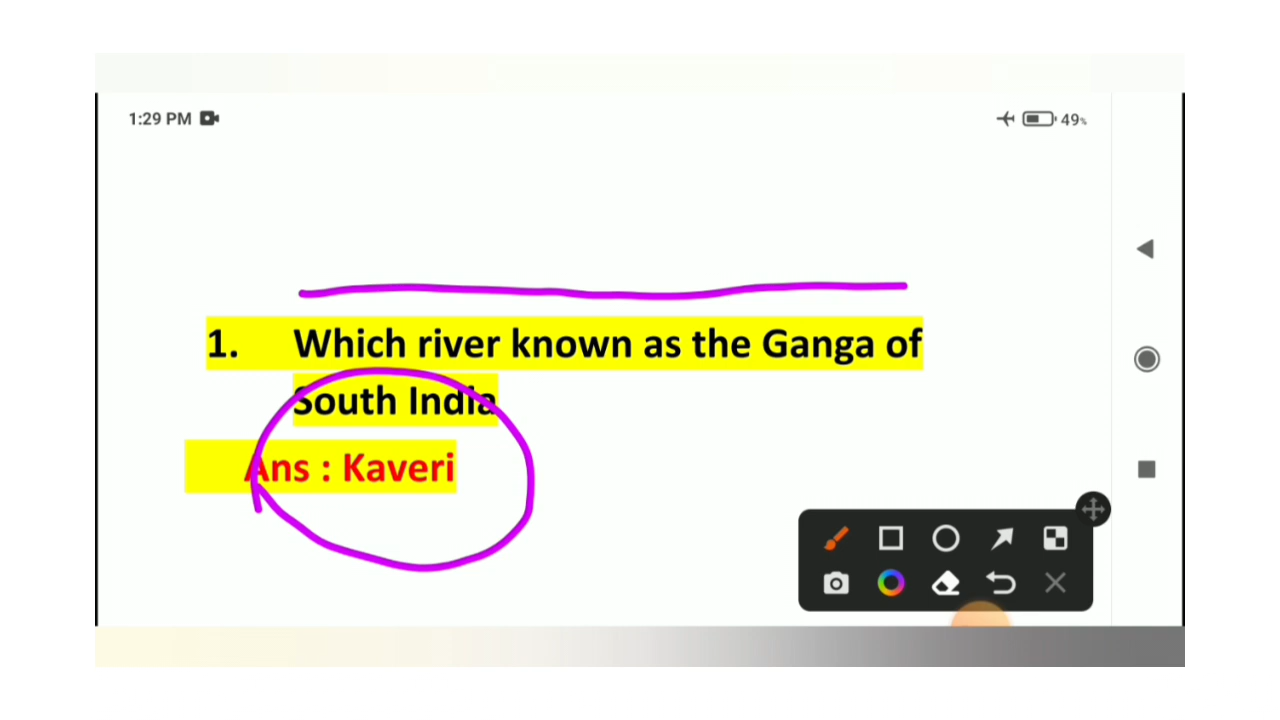 1:29 PM 49%
1. Which river known as the Ganga of
South India
Ans : Kaveri